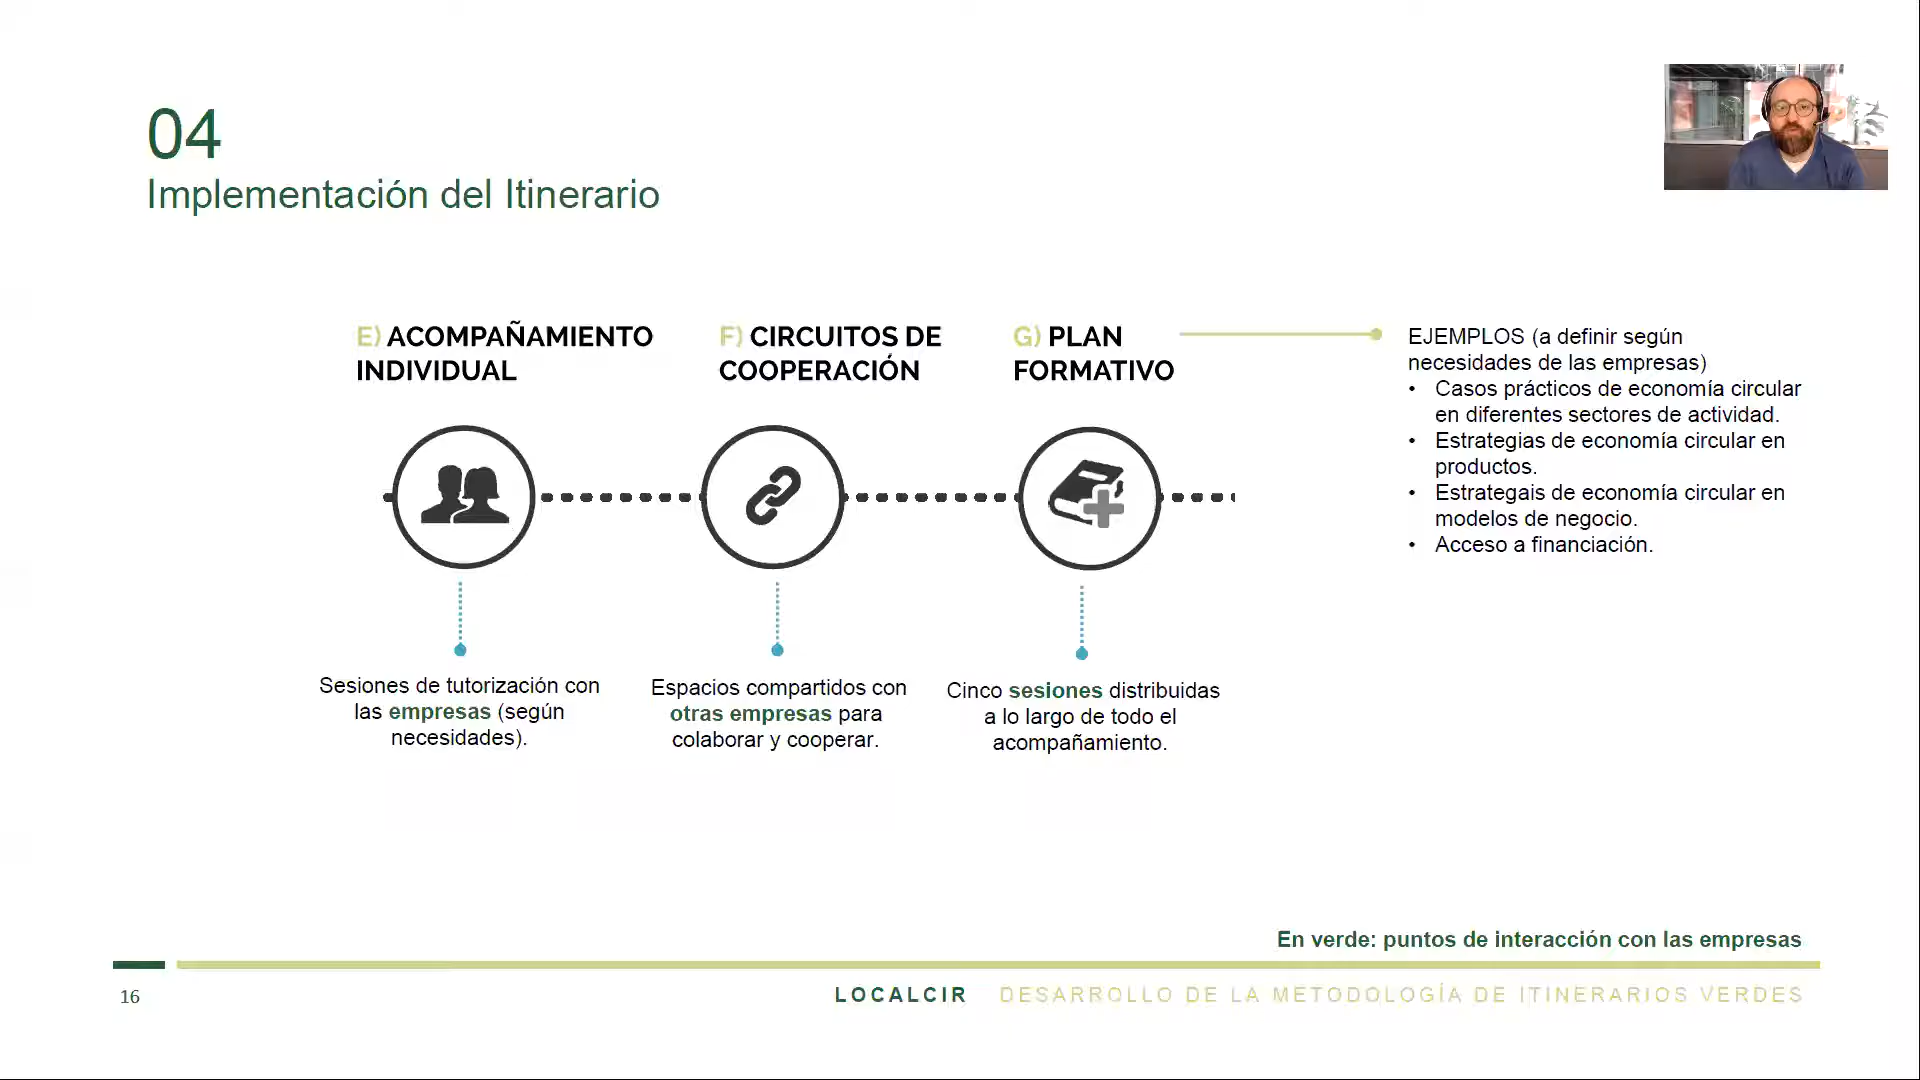 04
Implementación del Itinerario
E) ACOMPAÑAMIENTO
INDIVIDUAL
F) CIRCUITOS DE
COOPERACIÓN
G) PLAN
FORMATIVO
EJEMPLOS (a definir según
necesidades de las empresas)
• Casos prácticos de economía circular
en diferentes sectores de actividad.
• Estrategias de economía circular en
productos.
• Estrategais de economía circular en
modelos de negocio.
• Acceso a financiación.
Sesiones de tutorización con
las empresas (según
necesidades).
Espacios compartidos con
otras empresas para
colaborar y cooperar.
Cinco sesiones distribuidas
a lo largo de todo el
acompañamiento.
En verde: puntos de interacción con las empresas
16
LOCALCIR DESARROLLO DE LA METODOLOGÍA DE ITINERARIOS VERDES